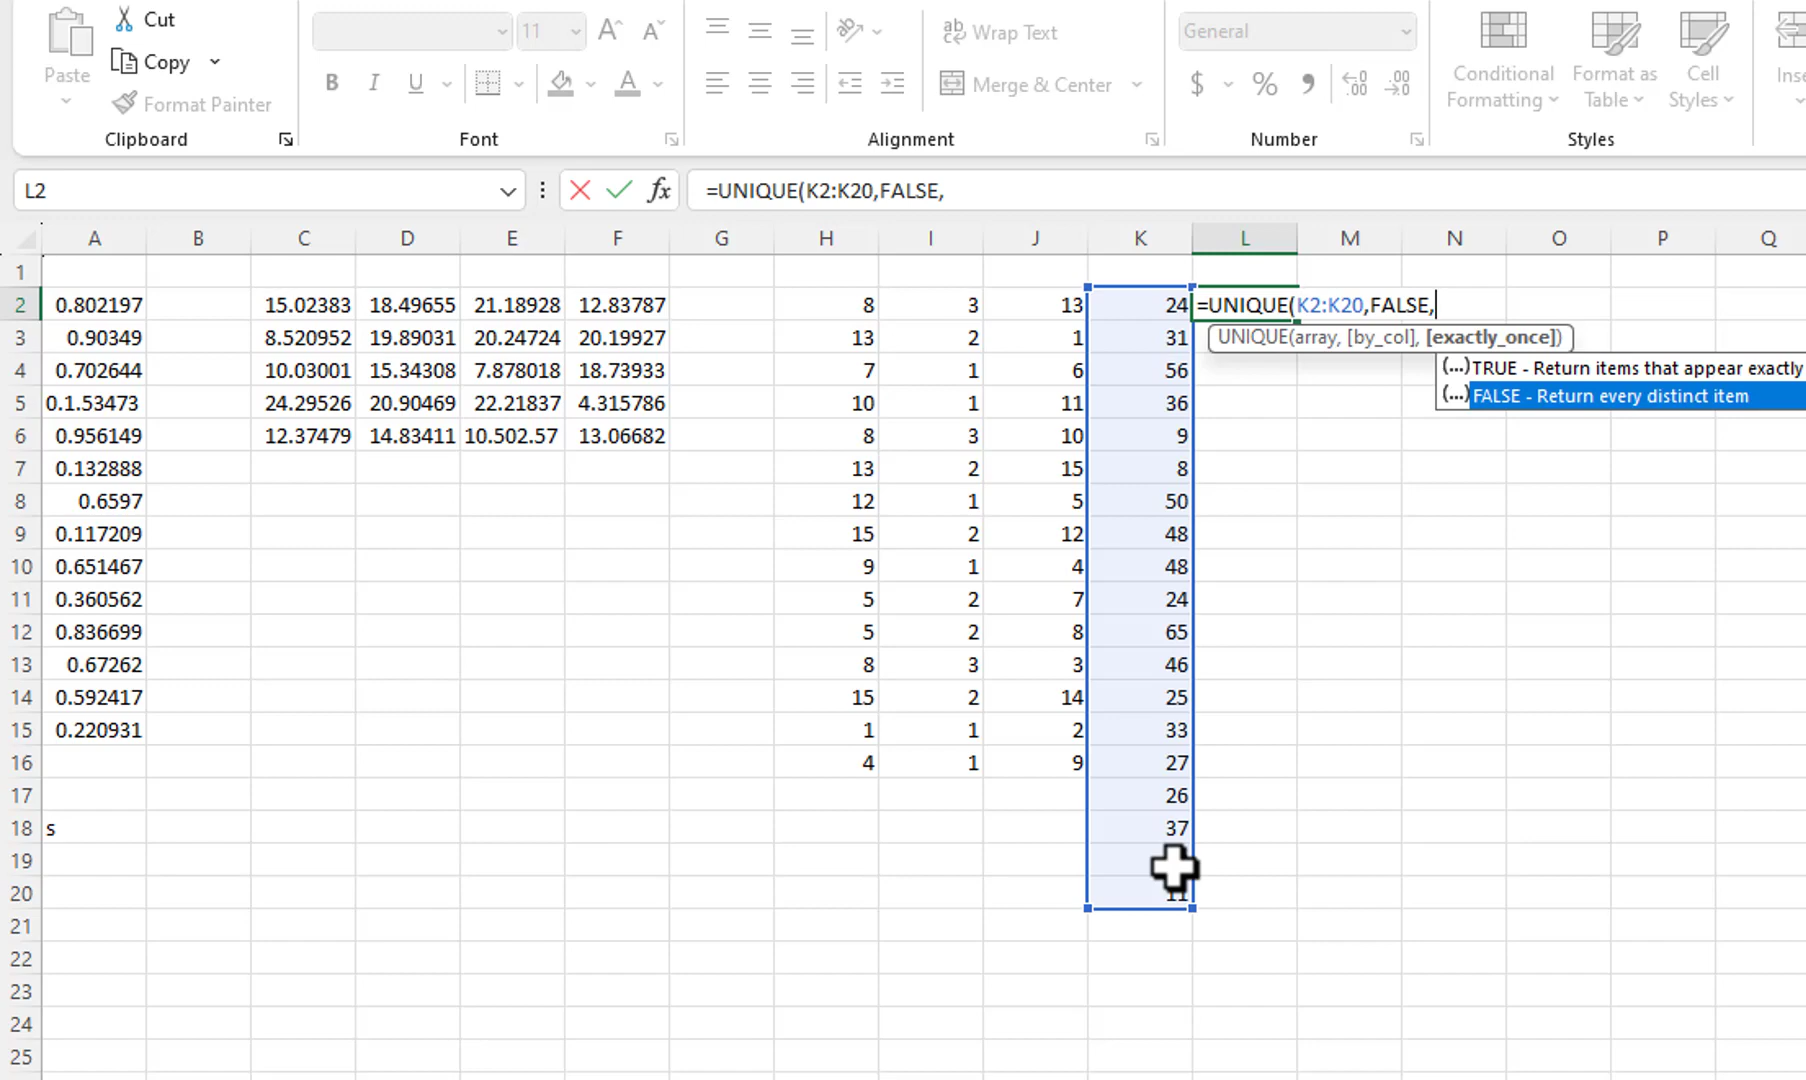 Cut
Copy
Paste
Format Painter
Clipboard
11
B I U
Font
Wrap Text
Merge & Center
Alignment
General
$ % ,
Number
Conditional Formatting
Format as Table
Cell Styles
Styles
L2
fx =UNIQUE(K2:K20,FALSE,
A B C D E F G H I J K L M N O P Q
1
2 0.802197 15.02383 18.49655 21.18928 12.83787 8 3 13 24 =UNIQUE(K2:K20,FALSE,
3 0.90349 8.520952 19.89031 20.24724 20.19927 13 2 1 31
UNIQUE(array, [by_col], [exactly_once])
4 0.702644 10.03001 15.34308 7.878018 18.73933 7 1 6 56
(...) TRUE - Return items that appear exactly
5 0.1.53473 24.29526 20.90469 22.21837 4.315786 10 1 11 36
(...) FALSE - Return every distinct item
6 0.956149 12.37479 14.83411 10.502.57 13.06682 8 3 10 9
7 0.132888 13 2 15 8
8 0.6597 12 1 5 50
9 0.117209 15 2 12 48
10 0.651467 9 1 4 48
11 0.360562 5 2 7 24
12 0.836699 5 2 8 65
13 0.67262 8 3 3 46
14 0.592417 15 2 14 25
15 0.220931 1 1 2 33
16 4 1 9 27
17 26
18 s 37
19
20 11
21
22
23
24
25